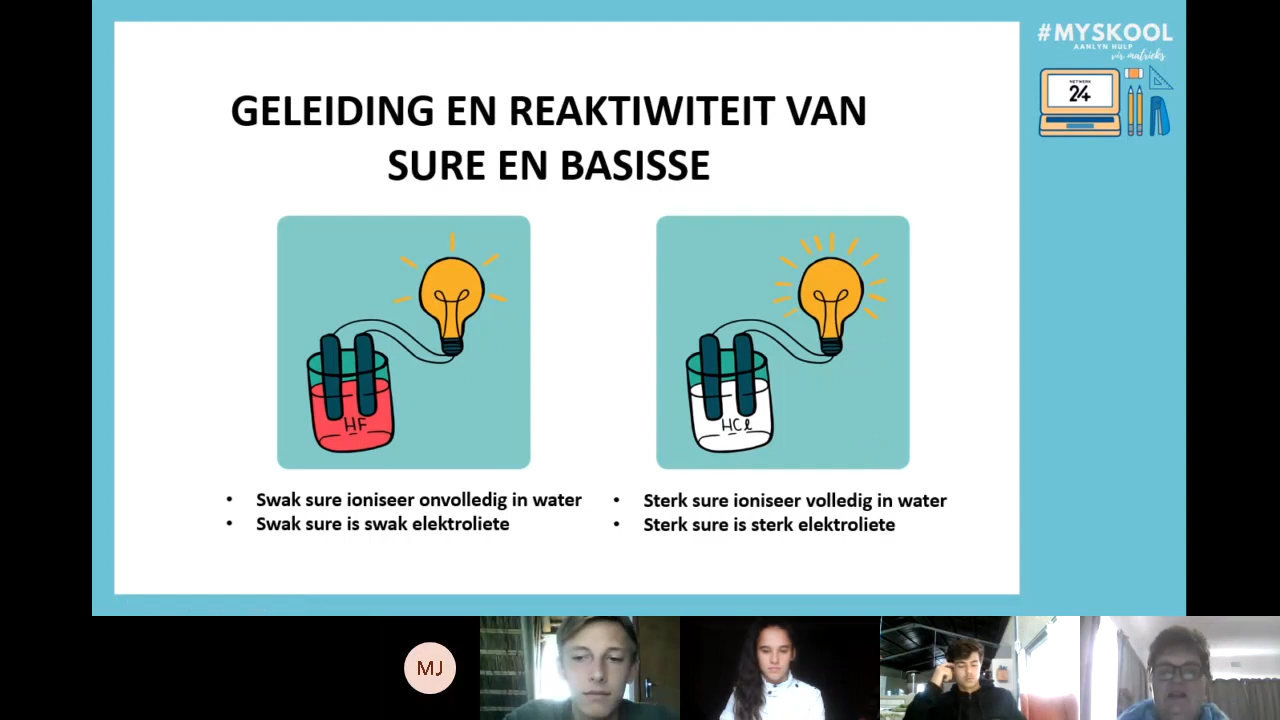 #MYSKOOL
AANLYN HULP
vir matrieks
NETWERK
24
GELEIDING EN REAKTIWITEIT VAN
SURE EN BASISSE
HF
HCl
• Swak sure ioniseer onvolledig in water
• Swak sure is swak elektroliete
• Sterk sure ioniseer volledig in water
• Sterk sure is sterk elektroliete
MJ